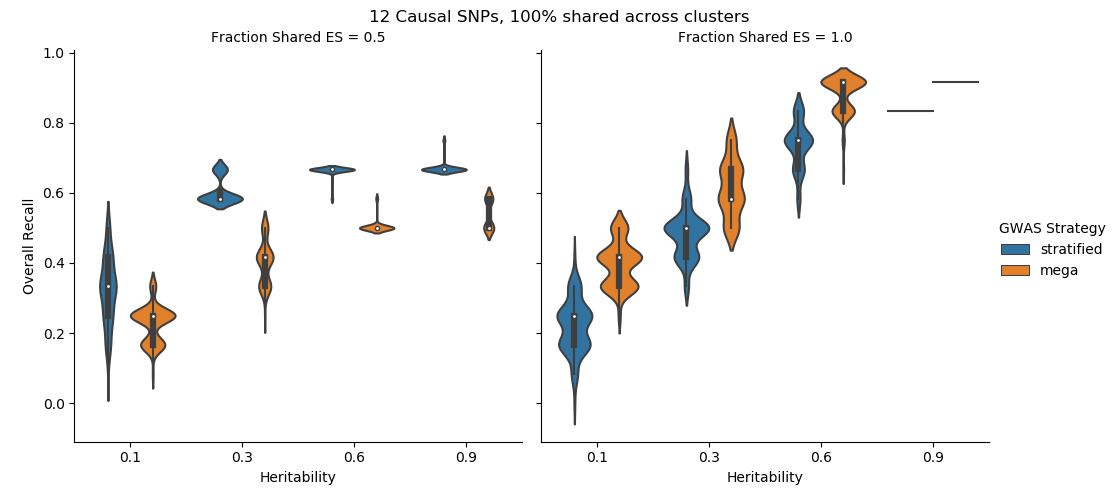 12 Causal SNPs, 100% shared across clusters
Fraction Shared ES = 0.5
Fraction Shared ES = 1.0
1.0
0.8
0.6
0.4
0.2
0.0
Overall Recall
0.1 0.3 0.6 0.9
Heritability
0.1 0.3 0.6 0.9
Heritability
GWAS Strategy
stratified
mega